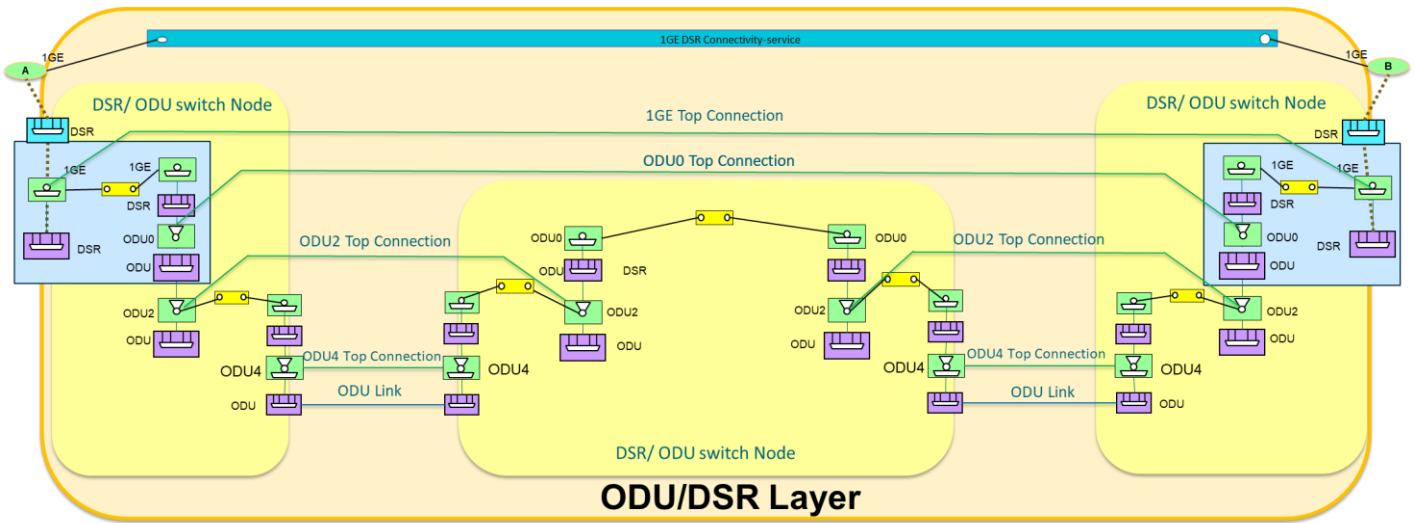 1GE DSR Connectivity-service
1GE
1GE
A
B
DSR/ ODU switch Node
DSR/ ODU switch Node
1GE Top Connection
DSR
DSR
ODU0 Top Connection
1GE
1GE
1GE
1GE
DSR
DSR
ODU0
ODU0
DSR
DSR
ODU
ODU
ODU2 Top Connection
ODU0
ODU0
ODU2 Top Connection
ODU
DSR
ODU
ODU2
ODU2
ODU2
ODU2
ODU
ODU
ODU
ODU
ODU4 Top Connection
ODU4 Top Connection
ODU4
ODU4
ODU4
ODU4
ODU Link
ODU Link
ODU
ODU
DSR/ ODU switch Node
ODU/DSR Layer